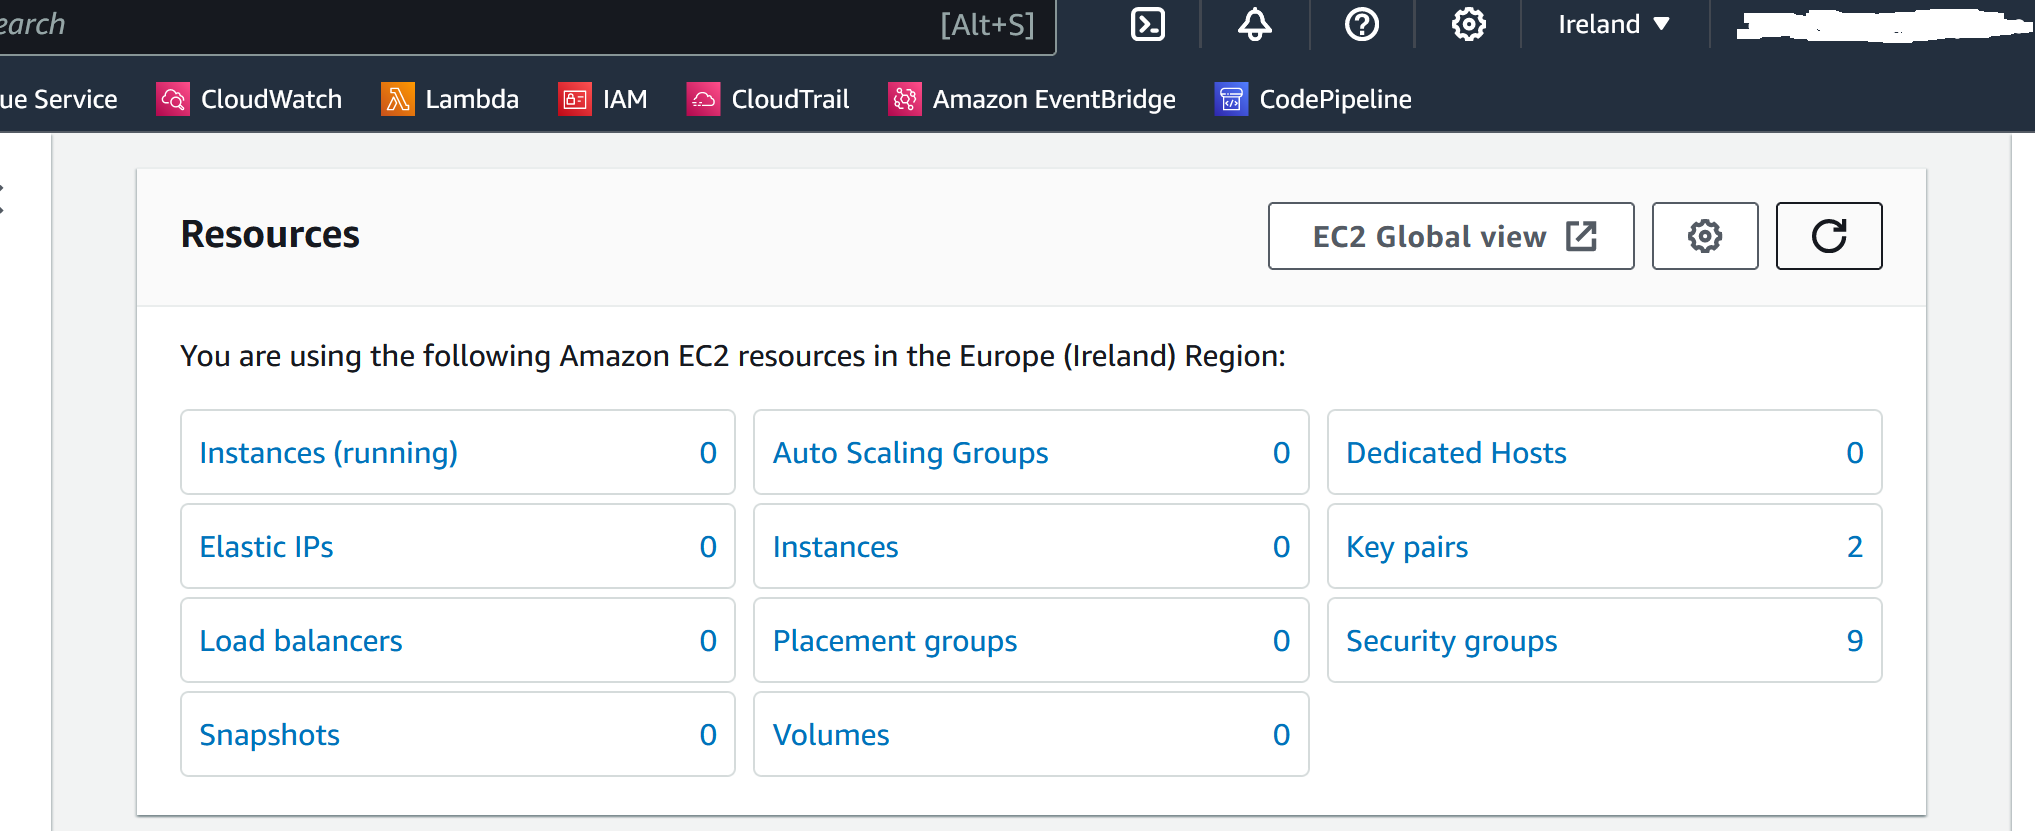 earch [Alt+S] Ireland
ue Service CloudWatch Lambda IAM CloudTrail Amazon EventBridge CodePipeline
Resources EC2 Global view
You are using the following Amazon EC2 resources in the Europe (Ireland) Region:
Instances (running) 0 Auto Scaling Groups 0 Dedicated Hosts 0
Elastic IPs 0 Instances 0 Key pairs 2
Load balancers 0 Placement groups 0 Security groups 9
Snapshots 0 Volumes 0